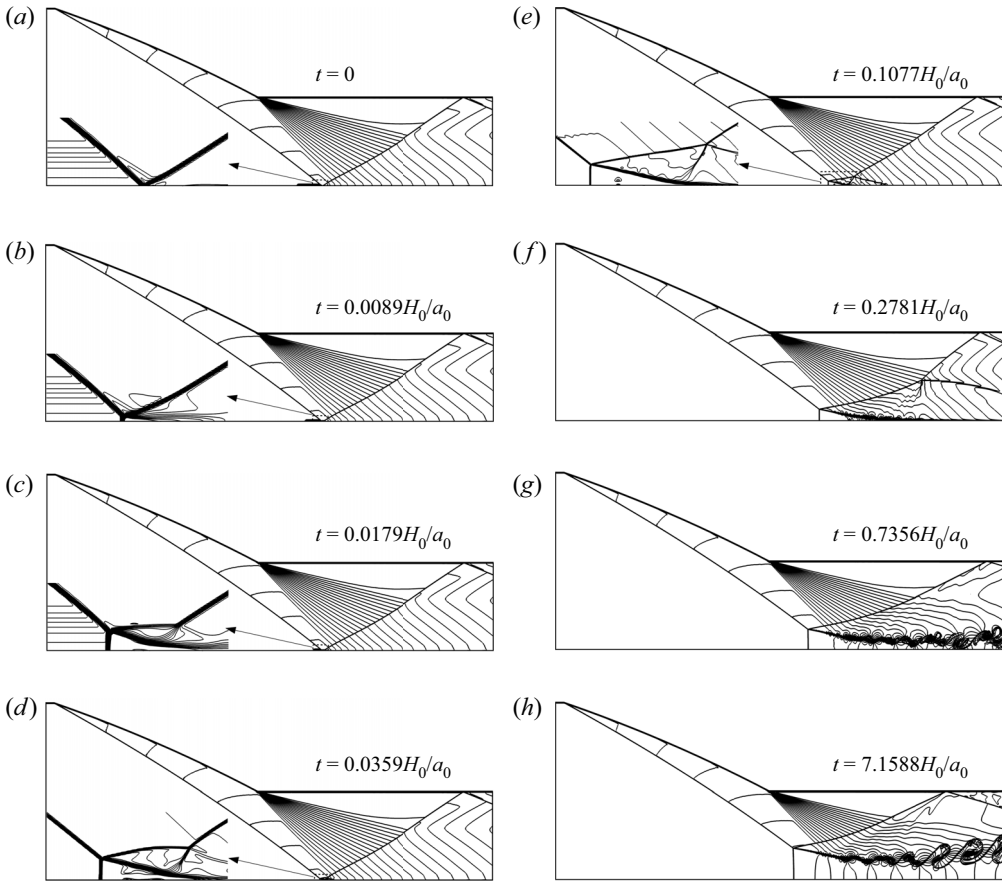 (a)
t = 0
(b)
t = 0.0089H₀/a₀
(c)
t = 0.0179H₀/a₀
(d)
t = 0.0359H₀/a₀
(e)
t = 0.1077H₀/a₀
(f)
t = 0.2781H₀/a₀
(g)
t = 0.7356H₀/a₀
(h)
t = 7.1588H₀/a₀